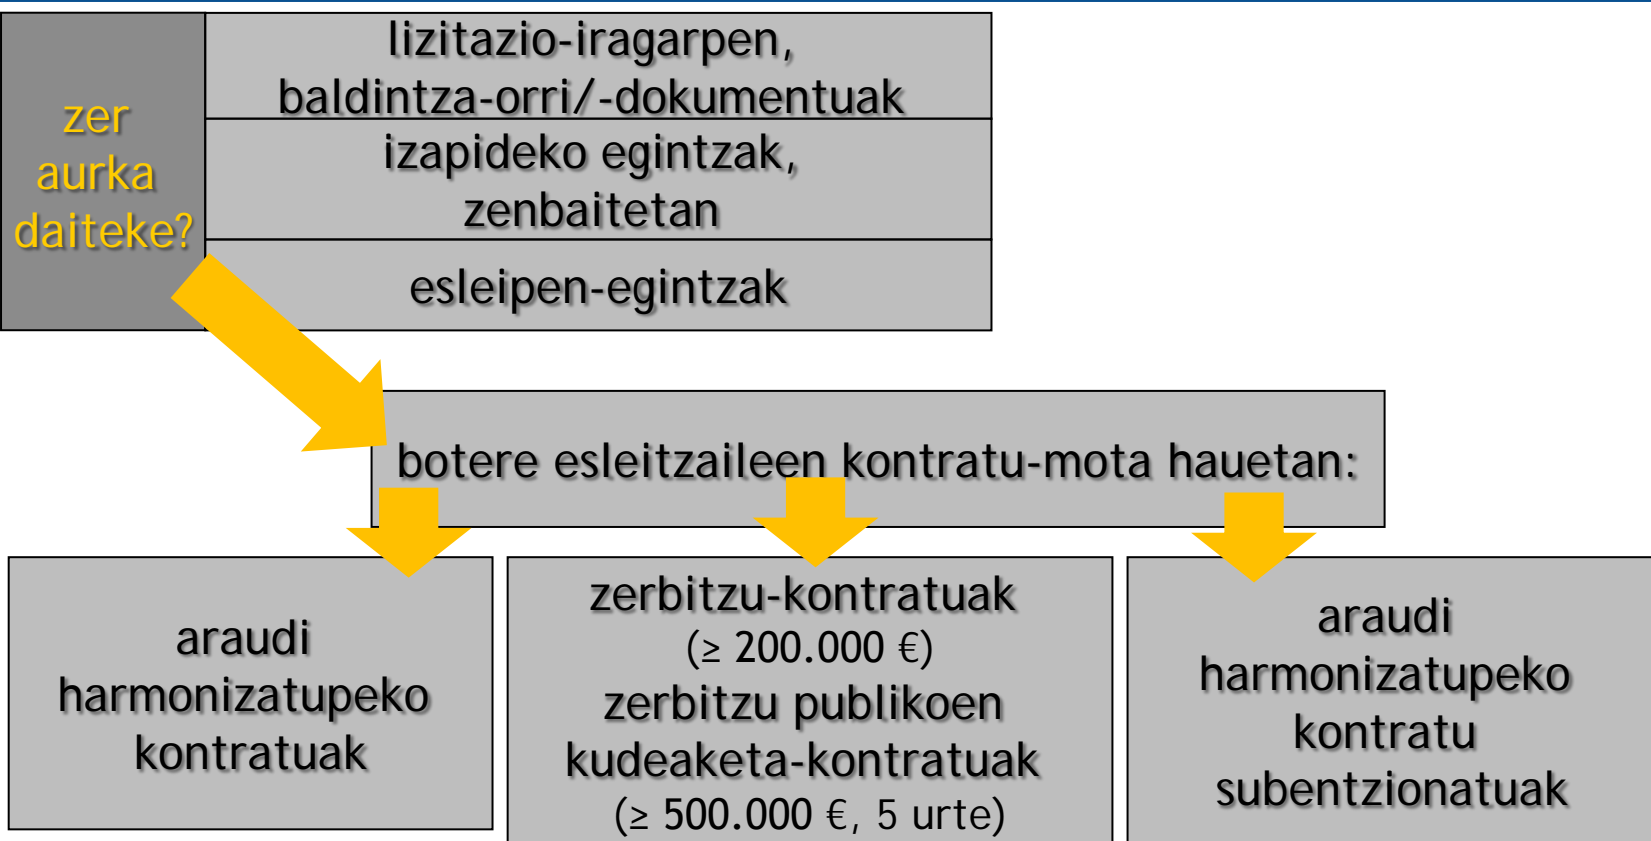 zer
aurka
daiteke?
lizitazio-iragarpen,
baldintza-orri/-dokumentuak
izapideko egintzak,
zenbaitetan
esleipen-egintzak
botere esleitzaileen kontratu-mota hauetan:
araudi
harmonizatupeko
kontratuak
zerbitzu-kontratuak
(≥ 200.000 €)
zerbitzu publikoen
kudeaketa-kontratuak
(≥ 500.000 €, 5 urte)
araudi
harmonizatupeko
kontratu
subentzionatuak